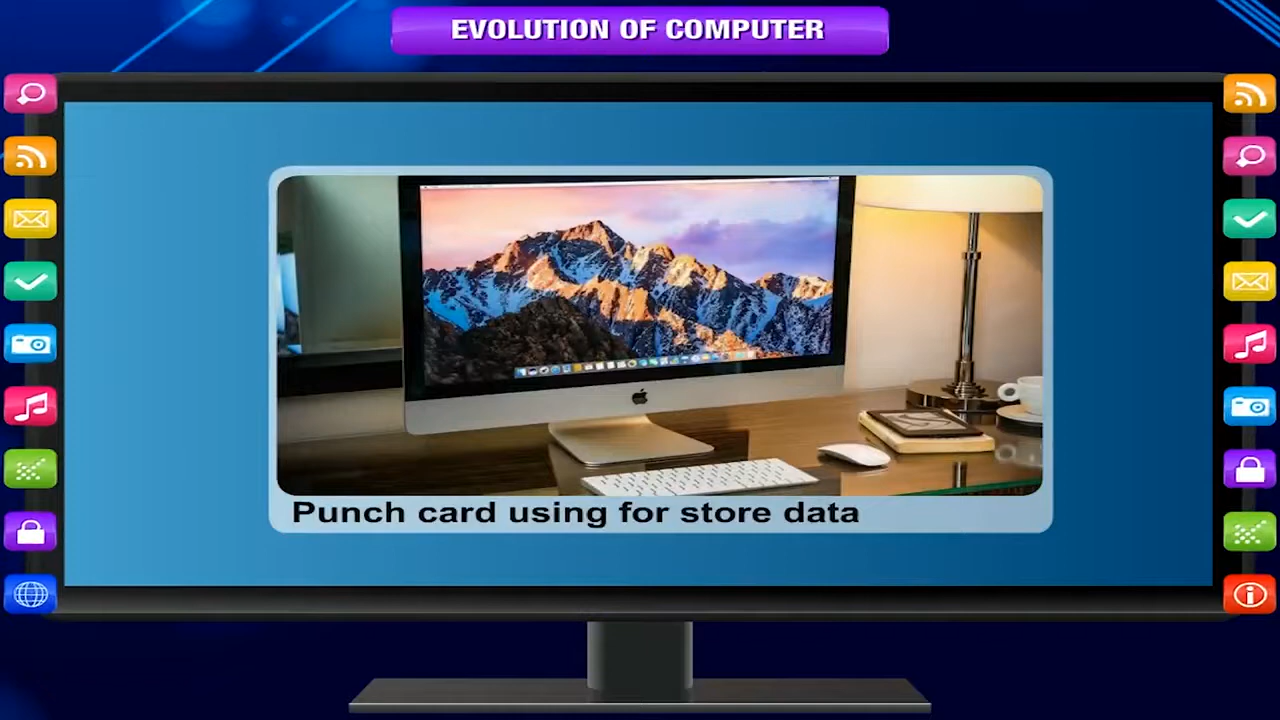 EVOLUTION OF COMPUTER
Punch card using for store data